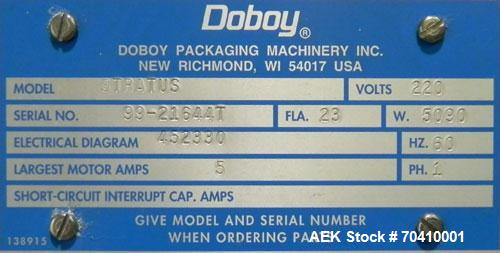 Doboy®
DOBOY PACKAGING MACHINERY INC.
NEW RICHMOND, WI 54017 USA
MODEL STRATUS VOLTS 220
SERIAL NO. 99-21644T FLA. 23 W. 5090
ELECTRICAL DIAGRAM 452330 HZ. 60
LARGEST MOTOR AMPS 5 PH. 1
SHORT-CIRCUIT INTERRUPT CAP. AMPS
GIVE MODEL AND SERIAL NUMBER
138915 WHEN ORDERING AEK Stock # 70410001